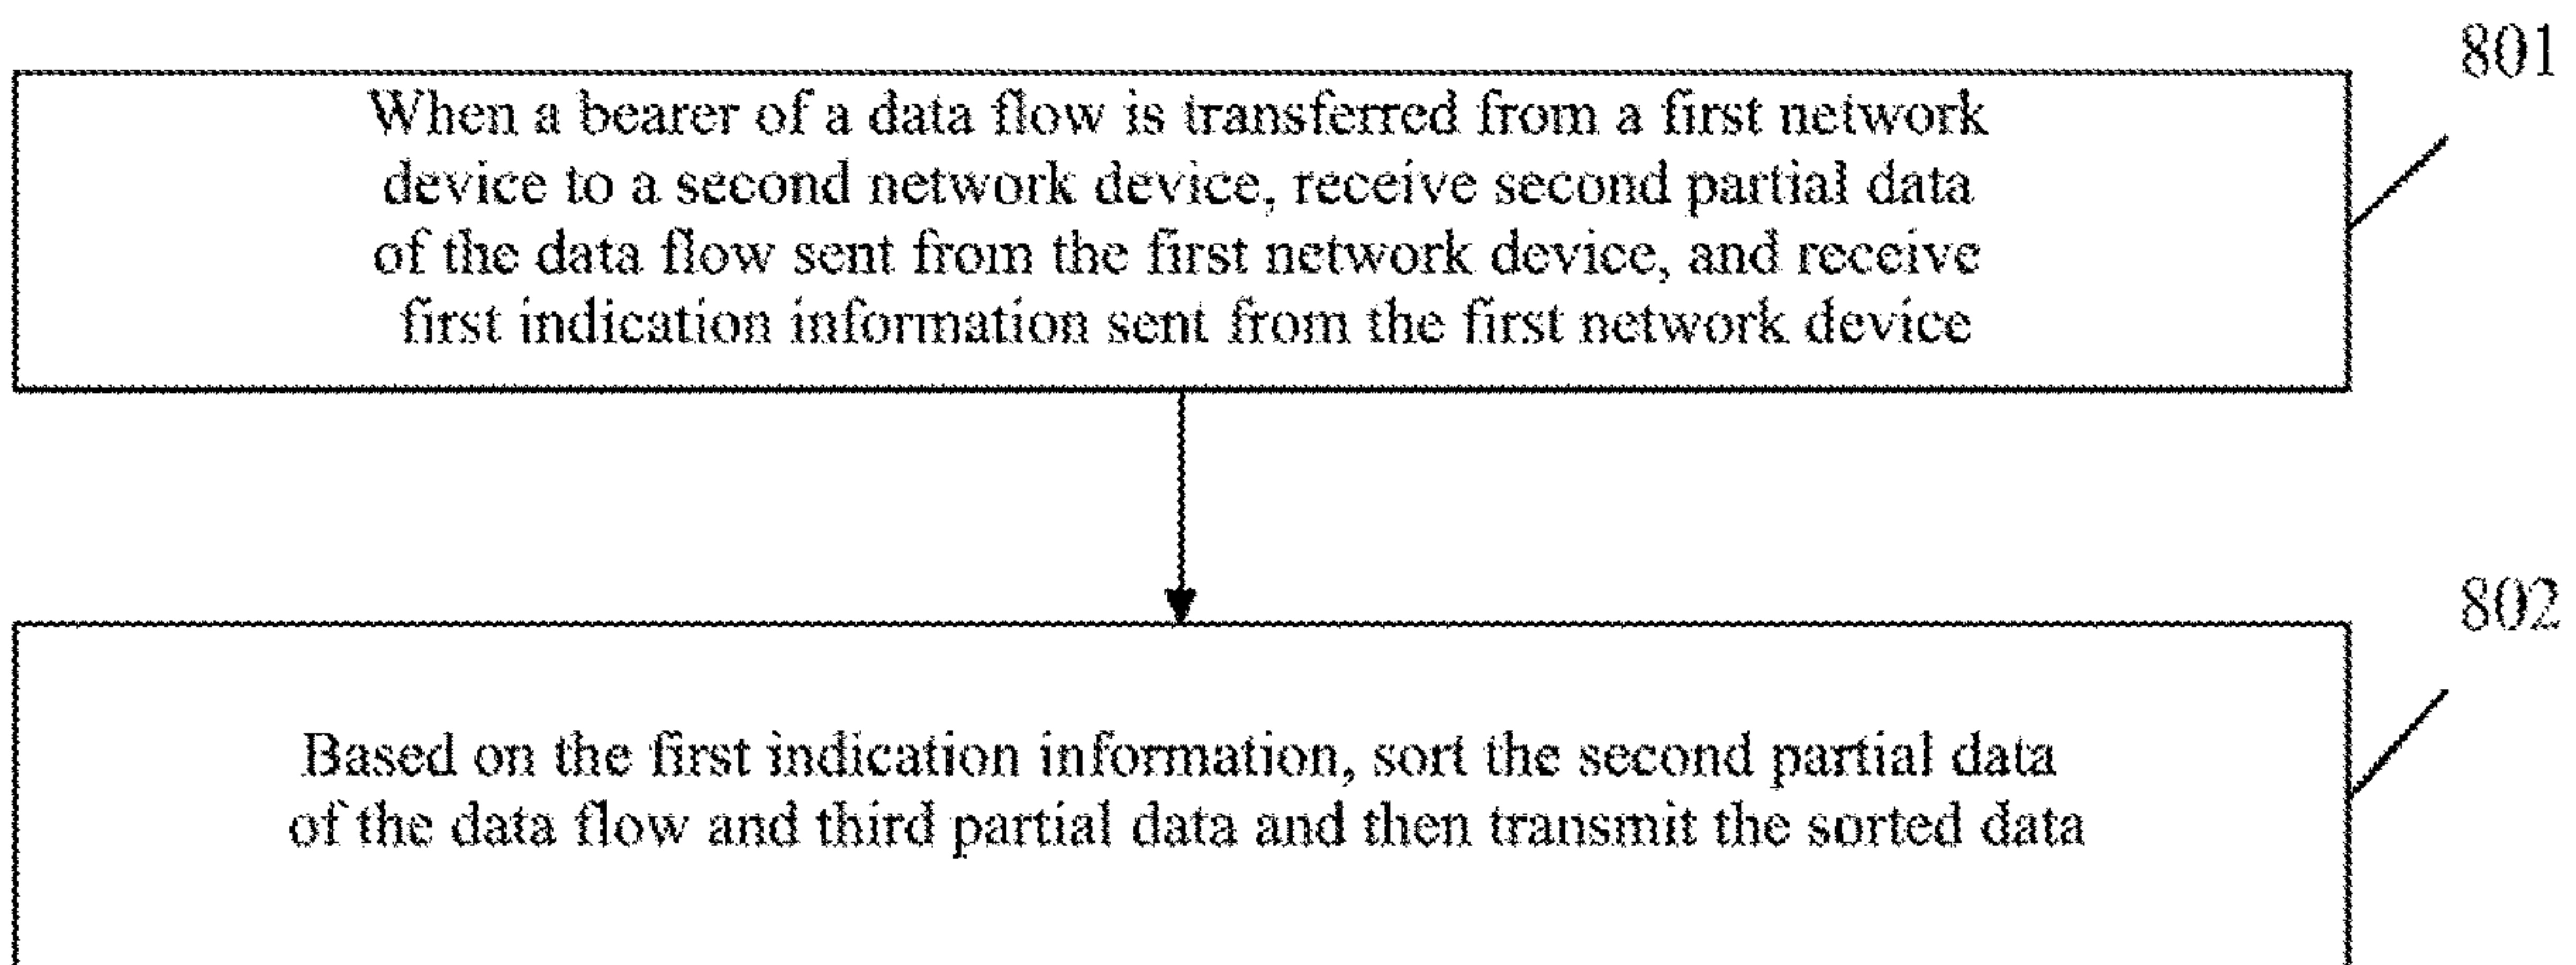 801
When a bearer of a data flow is transferred from a first network
device to a second network device, receive second partial data
of the data flow sent from the first network device, and receive
first indication information sent from the first network device
802
Based on the first indication information, sort the second partial data
of the data flow and third partial data and then transmit the sorted data